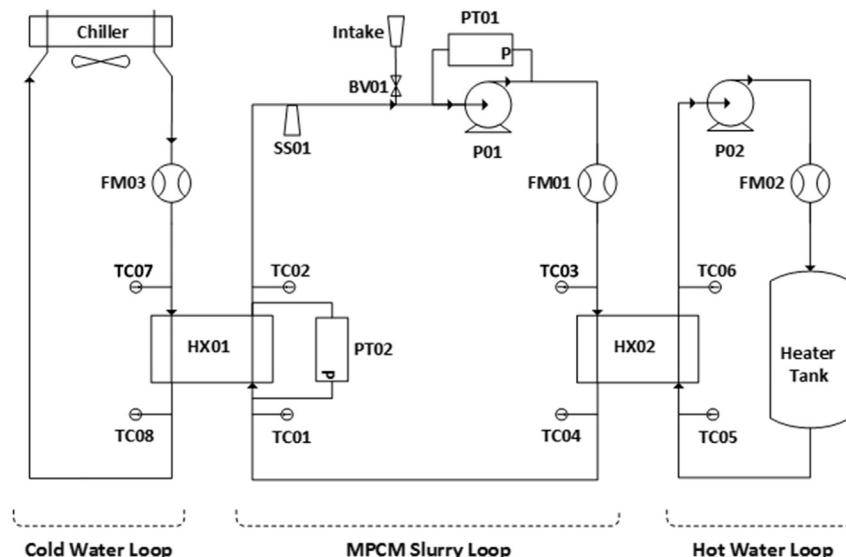 Chiller
Intake
PT01
P
BV01
SS01
P01
P02
FM03
FM01
FM02
TC07
TC02
TC03
TC06
HX01
P
PT02
HX02
Heater
Tank
TC08
TC01
TC04
TC05
Cold Water Loop
MPCM Slurry Loop
Hot Water Loop